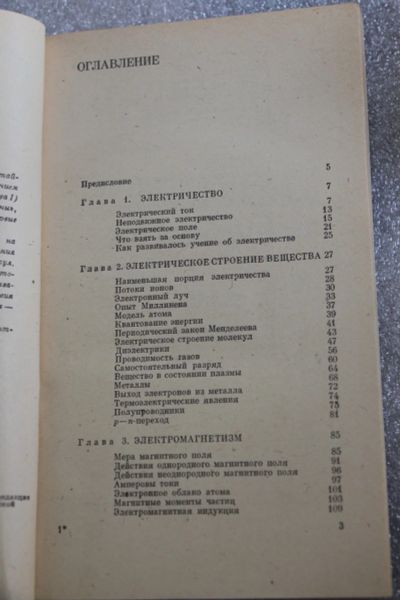 ОГЛАВЛЕНИЕ
Предисловие 5
Глава 1. ЭЛЕКТРИЧЕСТВО 7
Электрический ток 7
Неподвижное электричество 13
Электрическое поле 15
Что взять за основу 21
Как развивалось учение об электричестве 25
Глава 2. ЭЛЕКТРИЧЕСКОЕ СТРОЕНИЕ ВЕЩЕСТВА 27
Наименьшая порция электричества 27
Потоки ионов 28
Электронный луч 30
Опыт Милликена 33
Модель атома 37
Квантование энергии 39
Периодический закон Менделеева 41
Электрическое строение молекул 43
Диэлектрики 47
Проводимость газов 56
Самостоятельный разряд 60
Вещество в состоянии плазмы 64
Металлы 68
Выход электронов из металла 72
Термоэлектрические явления 74
Полупроводники 75
p—n-переход 81
Глава 3. ЭЛЕКТРОМАГНЕТИЗМ 85
Мера магнитного поля 85
Действия однородного магнитного поля 91
Действия неоднородного магнитного поля 96
Амперовы токи 97
Электронное облако атома 101
Магнитные моменты частиц 103
Электромагнитная индукция 109
1* 3